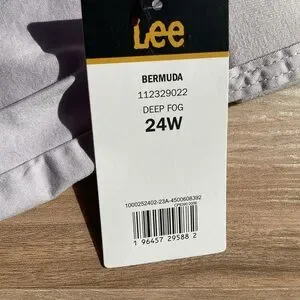 Lee
BERMUDA
112329022
DEEP FOG
24W
1000252402-23A-4500608392
1 96457 29588 2